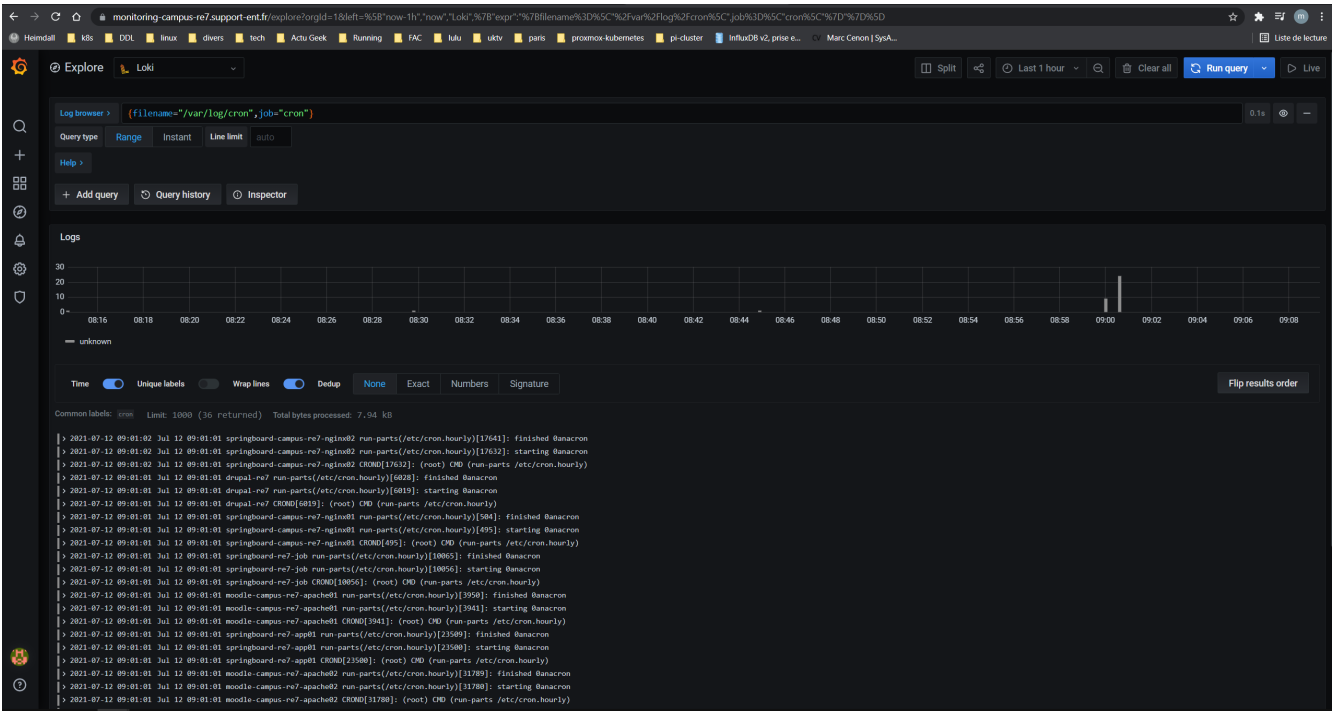 monitoring-campus-re7.support-ent.fr/explore?orgId=1&left=%5B"now-1h","now","Loki",%7B"expr":"%7Bfilename%3D%5C"%2Fvar%2Flog%2Fcron%5C",job%3D%5C"cron%5C"%7D"%7D%5D
m
Heimdall k8s DDL linux divers tech Actu Geek Running FAC lulu uktv paris proxmox-kubernetes pi-cluster InfluxDB v2, prise e... CV Marc Cenon | SysA... Liste de lecture
Explore Loki Split Last 1 hour Clear all Run query Live
Log browser > {filename="/var/log/cron",job="cron"} 0.1s
Query type Range Instant Line limit auto
Help >
+ Add query Query history Inspector
Logs
30
20
10
0
08:16 08:18 08:20 08:22 08:24 08:26 08:28 08:30 08:32 08:34 08:36 08:38 08:40 08:42 08:44 08:46 08:48 08:50 08:52 08:54 08:56 08:58 09:00 09:02 09:04 09:06 09:08
unknown
Time Unique labels Wrap lines Dedup None Exact Numbers Signature Flip results order
Common labels: cron Limit: 1000 (36 returned) Total bytes processed: 7.94 kB
> 2021-07-12 09:01:02 Jul 12 09:01:01 springboard-campus-re7-nginx02 run-parts(/etc/cron.hourly)[17641]: finished 0anacron
> 2021-07-12 09:01:02 Jul 12 09:01:01 springboard-campus-re7-nginx02 run-parts(/etc/cron.hourly)[17632]: starting 0anacron
> 2021-07-12 09:01:02 Jul 12 09:01:01 springboard-campus-re7-nginx02 CROND[17632]: (root) CMD (run-parts /etc/cron.hourly)
> 2021-07-12 09:01:01 Jul 12 09:01:01 drupal-re7 run-parts(/etc/cron.hourly)[6028]: finished 0anacron
> 2021-07-12 09:01:01 Jul 12 09:01:01 drupal-re7 run-parts(/etc/cron.hourly)[6019]: starting 0anacron
> 2021-07-12 09:01:01 Jul 12 09:01:01 drupal-re7 CROND[6019]: (root) CMD (run-parts /etc/cron.hourly)
> 2021-07-12 09:01:01 Jul 12 09:01:01 springboard-campus-re7-nginx01 run-parts(/etc/cron.hourly)[504]: finished 0anacron
> 2021-07-12 09:01:01 Jul 12 09:01:01 springboard-campus-re7-nginx01 run-parts(/etc/cron.hourly)[495]: starting 0anacron
> 2021-07-12 09:01:01 Jul 12 09:01:01 springboard-campus-re7-nginx01 CROND[495]: (root) CMD (run-parts /etc/cron.hourly)
> 2021-07-12 09:01:01 Jul 12 09:01:01 springboard-re7-job run-parts(/etc/cron.hourly)[10065]: finished 0anacron
> 2021-07-12 09:01:01 Jul 12 09:01:01 springboard-re7-job run-parts(/etc/cron.hourly)[10056]: starting 0anacron
> 2021-07-12 09:01:01 Jul 12 09:01:01 springboard-re7-job CROND[10056]: (root) CMD (run-parts /etc/cron.hourly)
> 2021-07-12 09:01:01 Jul 12 09:01:01 moodle-campus-re7-apache01 run-parts(/etc/cron.hourly)[3950]: finished 0anacron
> 2021-07-12 09:01:01 Jul 12 09:01:01 moodle-campus-re7-apache01 run-parts(/etc/cron.hourly)[3941]: starting 0anacron
> 2021-07-12 09:01:01 Jul 12 09:01:01 moodle-campus-re7-apache01 CROND[3941]: (root) CMD (run-parts /etc/cron.hourly)
> 2021-07-12 09:01:01 Jul 12 09:01:01 springboard-re7-app01 run-parts(/etc/cron.hourly)[23509]: finished 0anacron
> 2021-07-12 09:01:01 Jul 12 09:01:01 springboard-re7-app01 run-parts(/etc/cron.hourly)[23500]: starting 0anacron
> 2021-07-12 09:01:01 Jul 12 09:01:01 springboard-re7-app01 CROND[23500]: (root) CMD (run-parts /etc/cron.hourly)
> 2021-07-12 09:01:01 Jul 12 09:01:01 moodle-campus-re7-apache02 run-parts(/etc/cron.hourly)[31789]: finished 0anacron
> 2021-07-12 09:01:01 Jul 12 09:01:01 moodle-campus-re7-apache02 run-parts(/etc/cron.hourly)[31780]: starting 0anacron
> 2021-07-12 09:01:01 Jul 12 09:01:01 moodle-campus-re7-apache02 CROND[31780]: (root) CMD (run-parts /etc/cron.hourly)